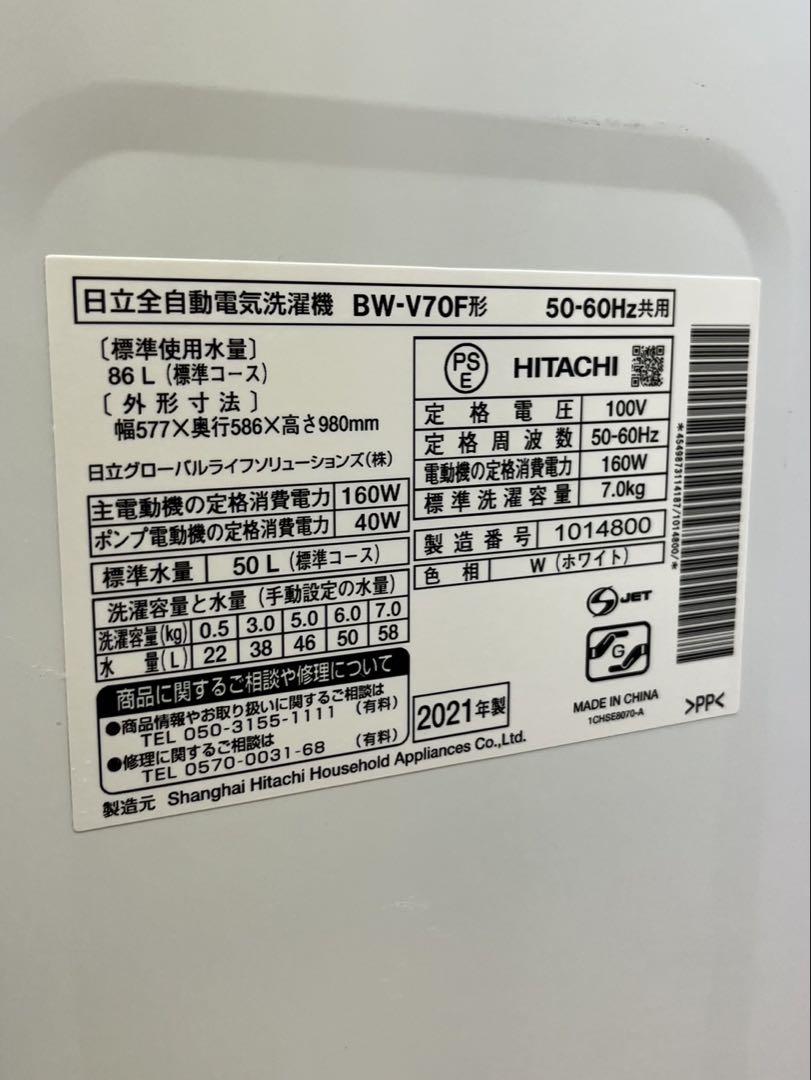 日立全自動電気洗濯機 BW-V70F形 50-60Hz共用
〔標準使用水量〕
86 L (標準コース)
〔外形寸法〕
幅577×奥行586×高さ980mm
日立グローバルライフソリューションズ(株)
主電動機の定格消費電力 160W
ポンプ電動機の定格消費電力 40W
標準水量 50 L (標準コース)
洗濯容量と水量 (手動設定の水量)
洗濯容量(kg) 0.5 3.0 5.0 6.0 7.0
水量(L) 22 38 46 50 58
商品に関するご相談や修理について
●商品情報やお取り扱いに関するご相談は
TEL 050-3155-1111 (有料)
●修理に関するご相談は
TEL 0570-0031-68 (有料)
製造元 Shanghai Hitachi Household Appliances Co.,Ltd.
PS
E
HITACHI
定格電圧 100V
定格周波数 50-60Hz
電動機の定格消費電力 160W
標準洗濯容量 7.0kg
製造番号 1014800
色相 W (ホワイト)
S JET
G
2021年製
MADE IN CHINA
1CHSE8070-A
>PP<
*4549873114187/1014800/*